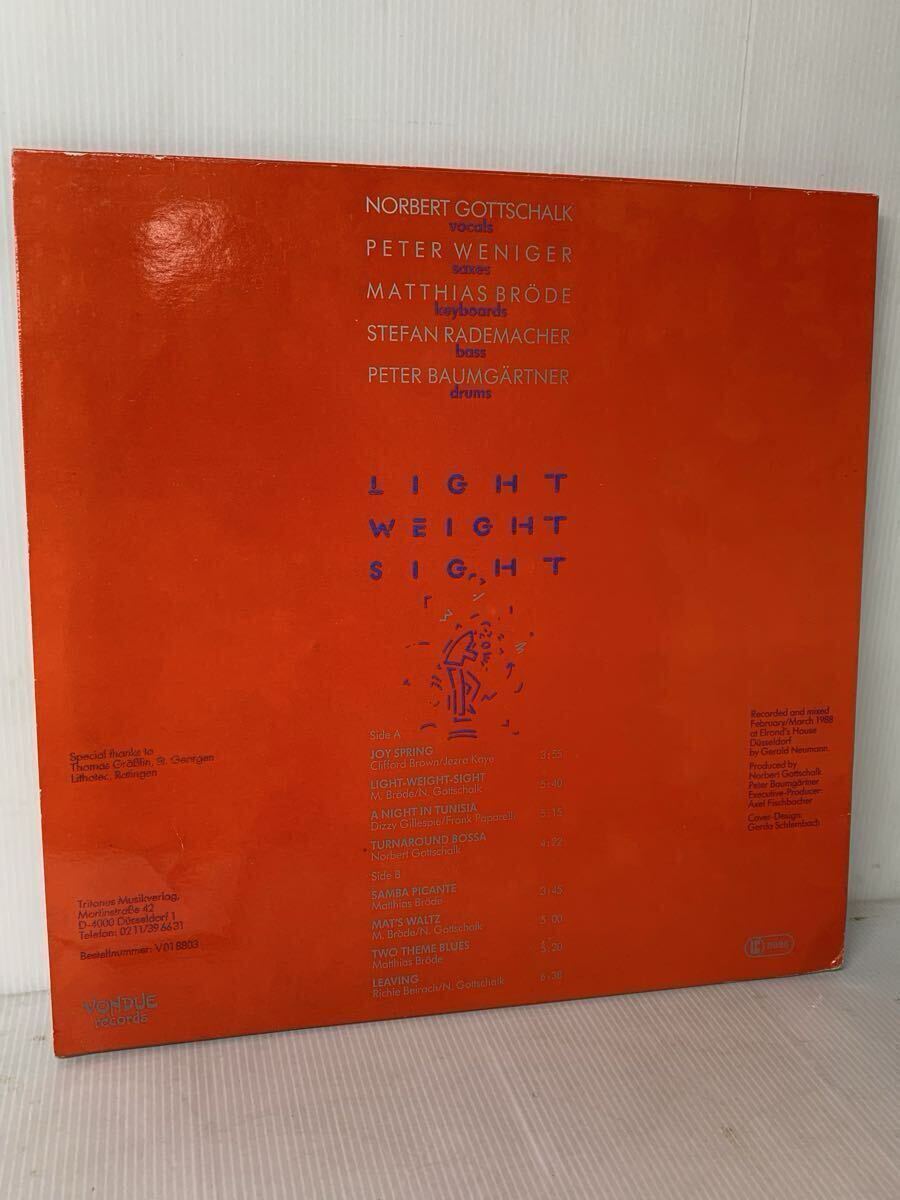 NORBERT GOTTSCHALK
vocals
PETER WENIGER
saxes
MATTHIAS BRÖDE
keyboards
STEFAN RADEMACHER
bass
PETER BAUMGÄRTNER
drums
LIGHT
WEIGHT
SIGHT
Side A
JOY SPRING
Clifford Brown/Jezra Kaye 3:55
LIGHT-WEIGHT-SIGHT
M. Bröde/N. Gottschalk 5:40
A NIGHT IN TUNISIA
Dizzy Gillespie/Frank Paparelli 5:15
TURNAROUND BOSSA
Norbert Gottschalk 4:22
Side B
SAMBA PICANTE
Matthias Bröde 3:45
MAT'S WALTZ
M. Bröde/N. Gottschalk 5:00
TWO THEME BLUES
Matthias Bröde 5:20
LEAVING
Richie Beirach/N. Gottschalk 6:38
Special thanks to
Thomas Gräßlin, St. Georgen
Lithotec, Ratingen
Tritonus Musikverlag,
Martinstraße 42
D-4000 Düsseldorf 1
Telefon: 0211/39 66 31
Bestellnummer: V01 8803
VONDUE
records
Recorded and mixed
February/March 1988
at Elrond's House
Düsseldorf
by Gerald Neumann.
Produced by
Norbert Gottschalk
Peter Baumgärtner
Executive-Producer:
Axel Fischbacher
Cover-Design:
Gerda Schlembach
LC